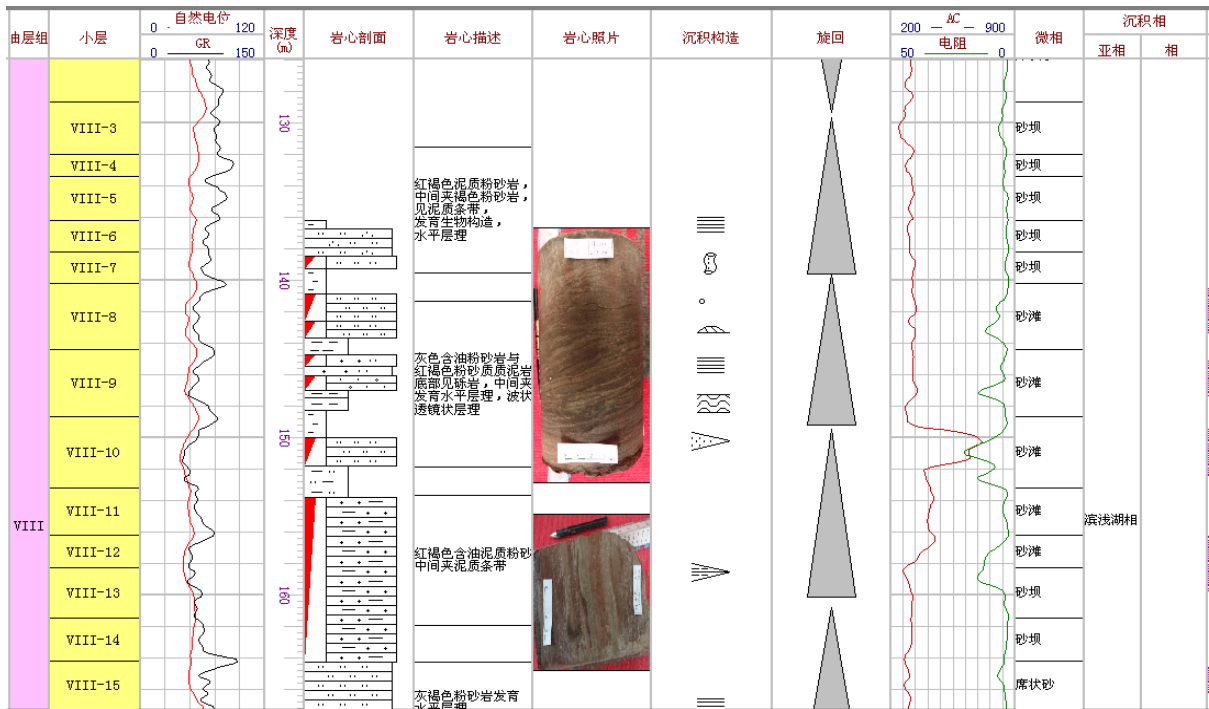 自然电位
0 120
GR
0 150
油层组
小层
深度
(m)
岩心剖面
岩心描述
岩心照片
沉积构造
旋回
AC
200 900
电阻
50 0
微相
沉积相
亚相
相
VIII
VIII-3
VIII-4
VIII-5
VIII-6
VIII-7
VIII-8
VIII-9
VIII-10
VIII-11
VIII-12
VIII-13
VIII-14
VIII-15
130
140
150
160
红褐色泥质粉砂岩，
中间夹褐色粉砂岩，
见泥质条带，
发育生物构造，
水平层理
灰色含油粉砂岩与
红褐色粉砂质质泥岩
底部见砾岩，中间夹
发育水平层理，波状
透镜状层理
红褐色含油泥质粉砂
中间夹泥质条带
灰褐色粉砂岩发育
水平层理
砂坝
砂坝
砂坝
砂坝
砂坝
砂滩
砂滩
砂滩
砂滩
砂滩
砂坝
砂坝
席状砂
滨浅湖相